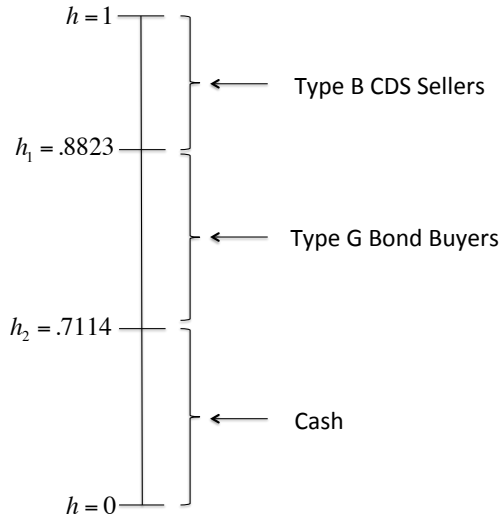 h = 1
Type B CDS Sellers
h₁ = .8823
Type G Bond Buyers
h₂ = .7114
Cash
h = 0